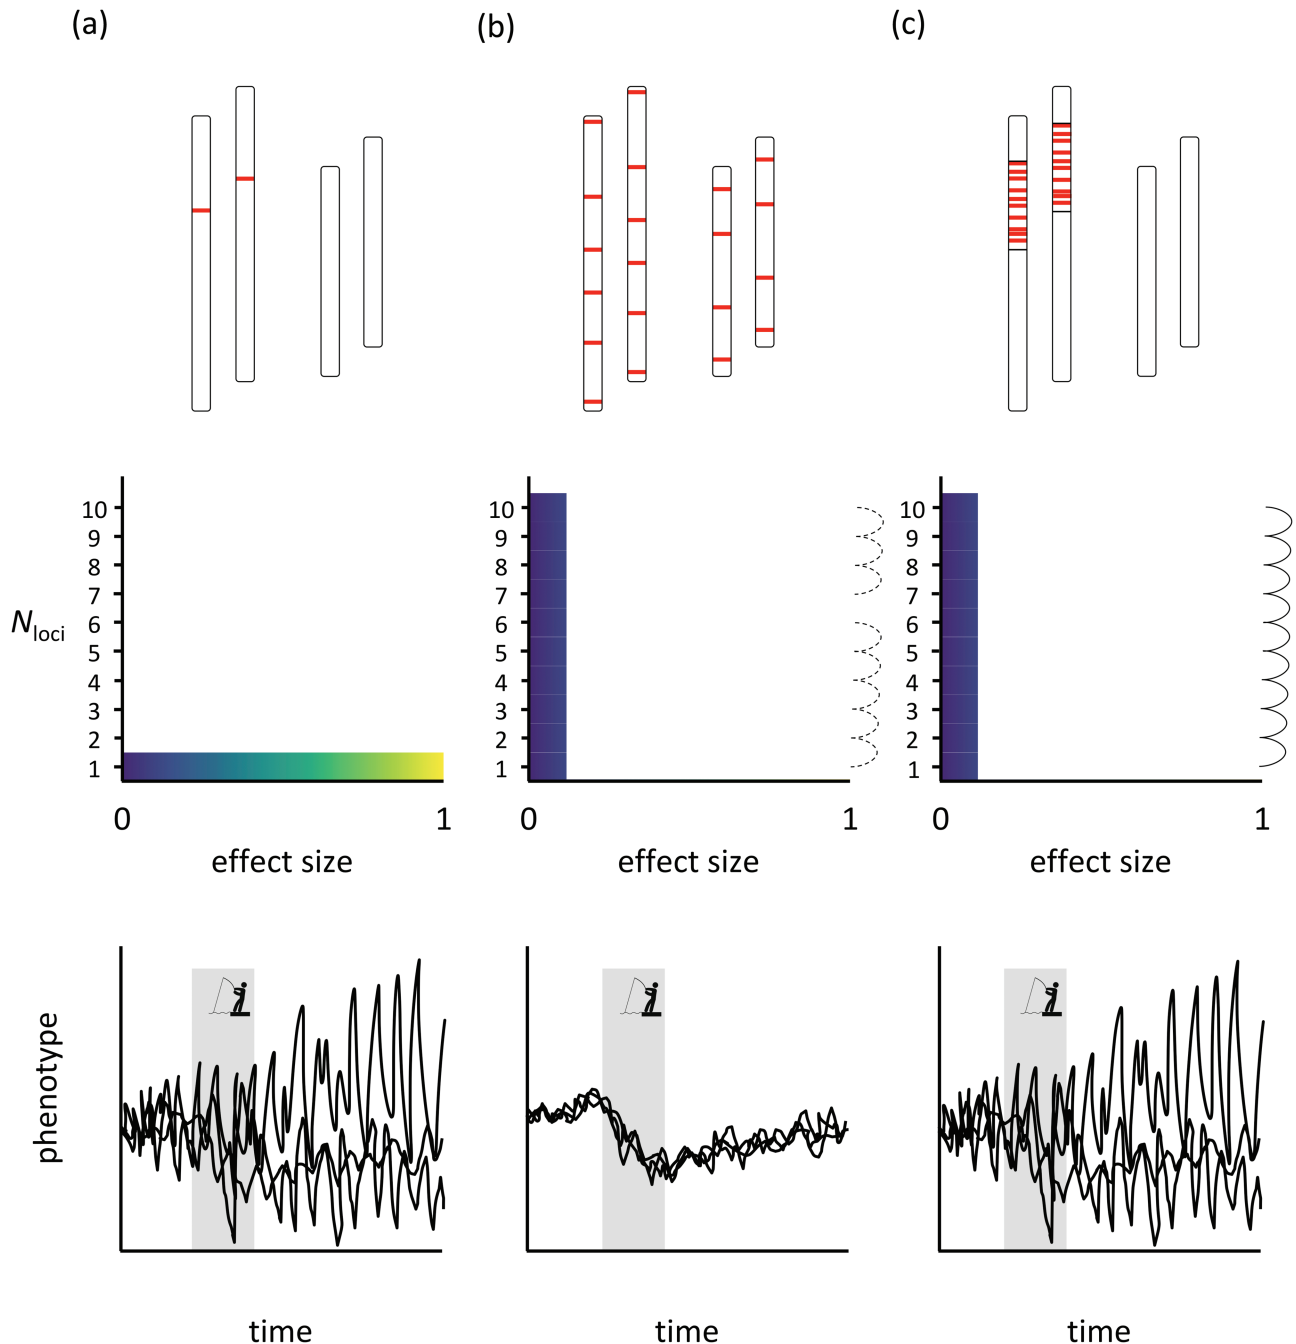 (a) (b) (c)
10 10 10
9 9 9
8 8 8
7 7 7
N_loci 6 6 6
5 5 5
4 4 4
3 3 3
2 2 2
1 1 1
0 1 0 1 0 1
effect size effect size effect size
phenotype
time time time